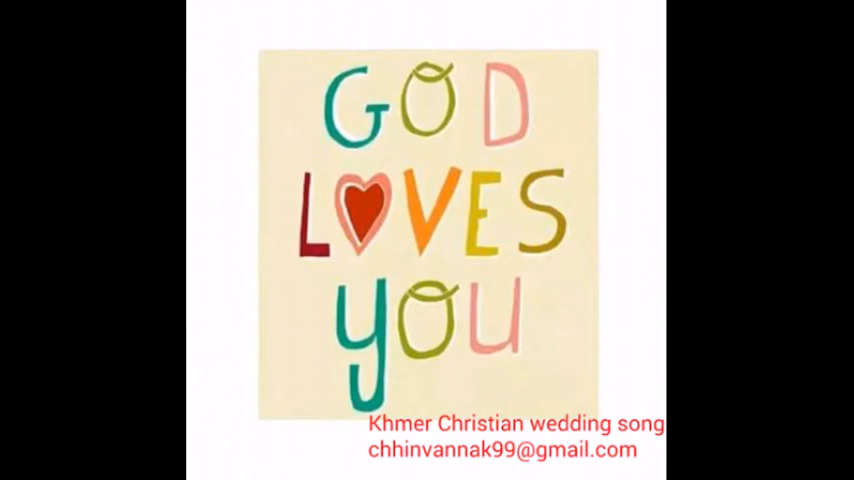 GOD
LOVES
YOU
Khmer Christian wedding song
chhinvannak99@gmail.com